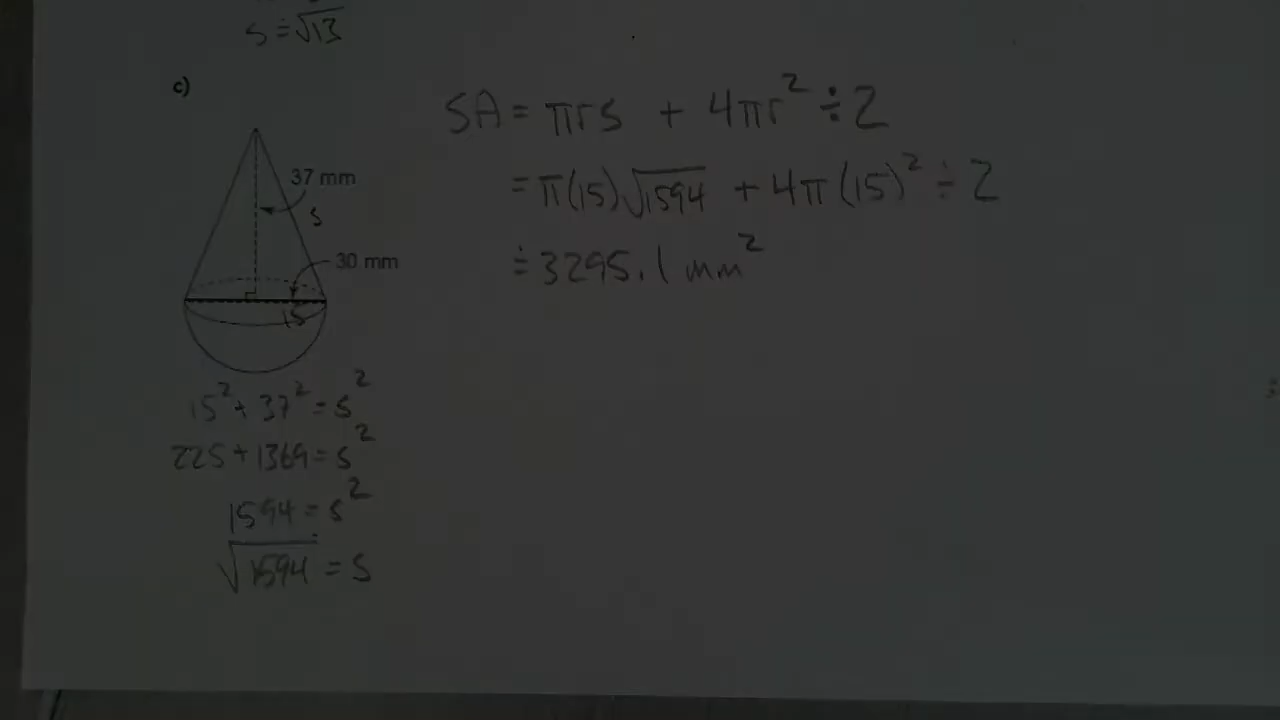 s ≐ √13
c)
SA = πrs + 4πr² ÷ 2
= π(15)√1594 + 4π(15)² ÷ 2
≐ 3295.1 mm²
37 mm
s
30 mm
15
15² + 37² = s²
225 + 1369 = s²
1594 = s²
√1594 = s